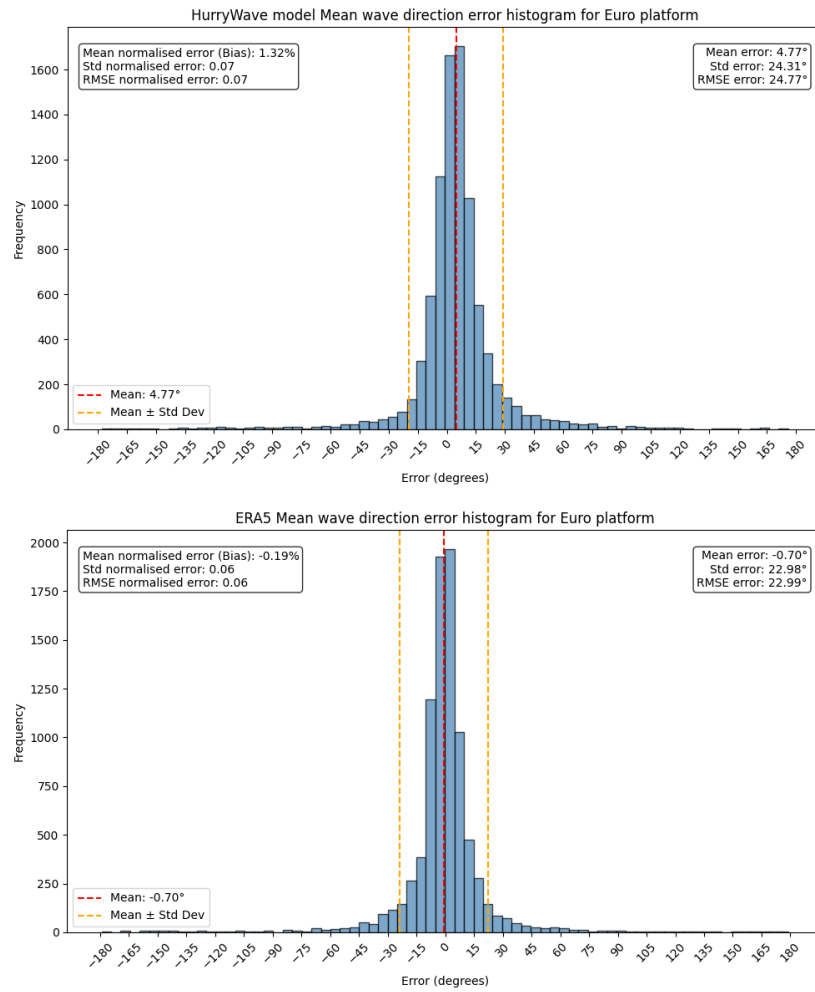 HurryWave model Mean wave direction error histogram for Euro platform
Mean normalised error (Bias): 1.32%
Std normalised error: 0.07
RMSE normalised error: 0.07
Mean error: 4.77°
Std error: 24.31°
RMSE error: 24.77°
1600
1400
1200
1000
800
600
400
200
0
Frequency
Mean: 4.77°
Mean ± Std Dev
−180 −165 −150 −135 −120 −105 −90 −75 −60 −45 −30 −15 0 15 30 45 60 75 90 105 120 135 150 165 180
Error (degrees)
ERA5 Mean wave direction error histogram for Euro platform
Mean normalised error (Bias): -0.19%
Std normalised error: 0.06
RMSE normalised error: 0.06
Mean error: -0.70°
Std error: 22.98°
RMSE error: 22.99°
2000
1750
1500
1250
1000
750
500
250
0
Frequency
Mean: -0.70°
Mean ± Std Dev
−180 −165 −150 −135 −120 −105 −90 −75 −60 −45 −30 −15 0 15 30 45 60 75 90 105 120 135 150 165 180
Error (degrees)